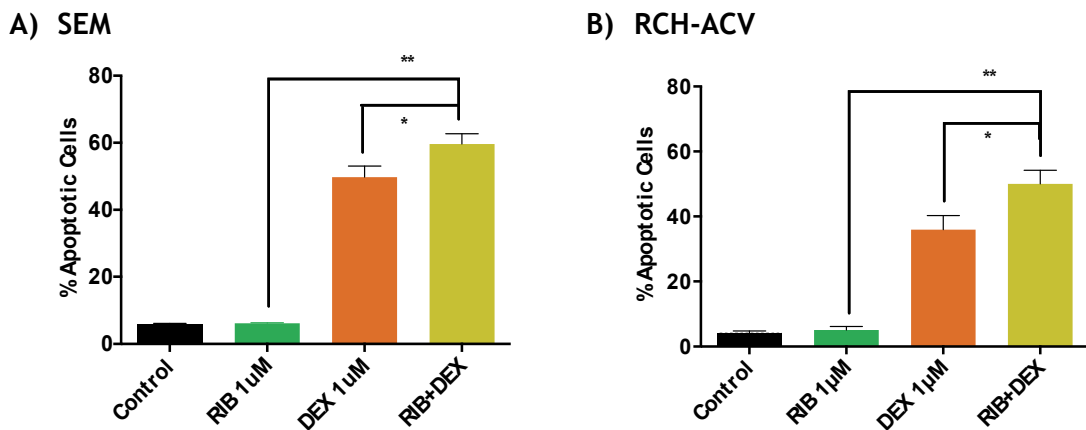 A) SEM
**
*
80
60
40
20
0
% Apoptotic Cells
Control
RIB 1uM
DEX 1uM
RIB+DEX
B) RCH-ACV
**
*
80
60
40
20
0
% Apoptotic Cells
Control
RIB 1µM
DEX 1µM
RIB+DEX